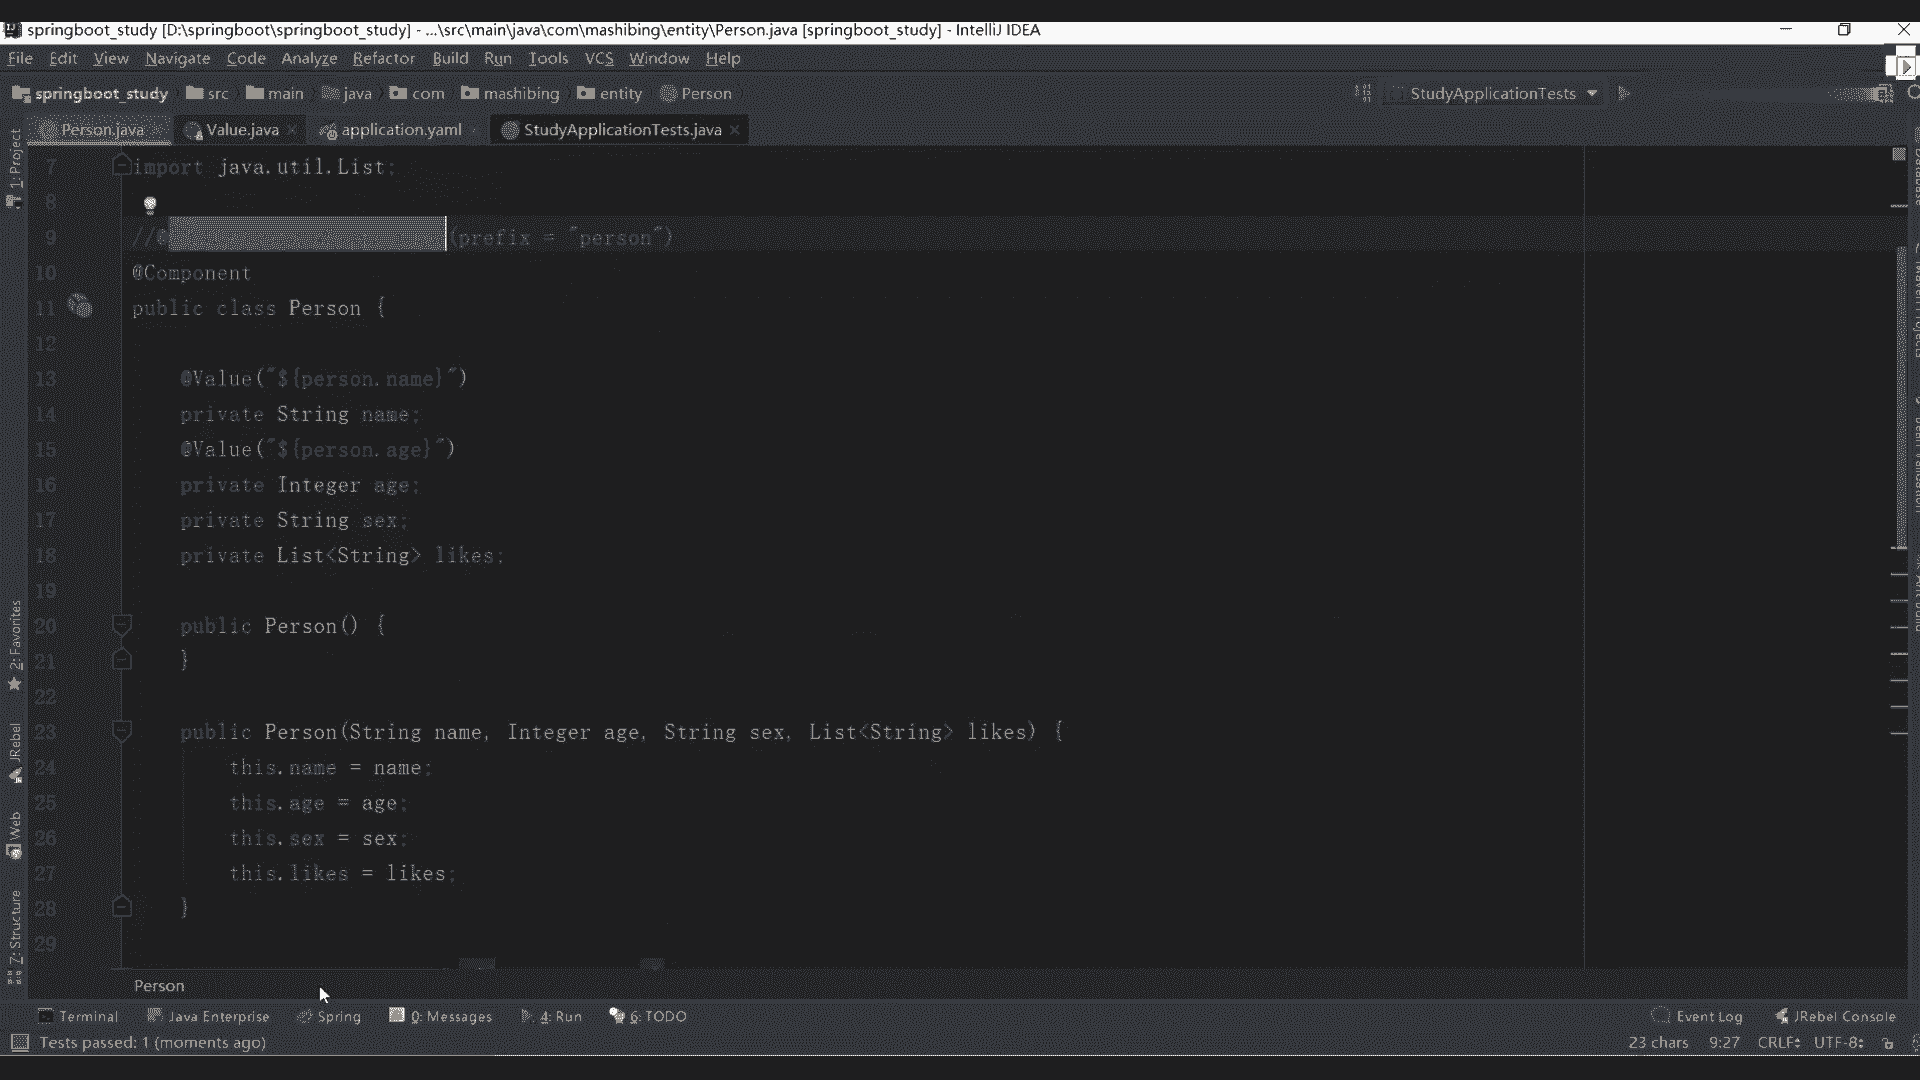 springboot_study [D:\springboot\springboot_study] - ...\src\main\java\com\mashibing\entity\Person.java [springboot_study] - IntelliJ IDEA
File Edit View Navigate Code Analyze Refactor Build Run Tools VCS Window Help
springboot_study src main java com mashibing entity Person StudyApplicationTests
Person.java Value.java application.yaml StudyApplicationTests.java
1: Project
2: Favorites
JRebel
Web
7: Structure
7 import java.util.List;
8
9 //@ (prefix = "person")
10 @Component
11 public class Person {
12
13 @Value("${person.name}")
14 private String name;
15 @Value("${person.age}")
16 private Integer age;
17 private String sex;
18 private List<String> likes;
19
20 public Person() {
21 }
22
23 public Person(String name, Integer age, String sex, List<String> likes) {
24 this.name = name;
25 this.age = age;
26 this.sex = sex;
27 this.likes = likes;
28 }
29
Person
Terminal Java Enterprise Spring 0: Messages 4: Run 6: TODO Event Log JRebel Console
Tests passed: 1 (moments ago) 23 chars 9:27 CRLF UTF-8